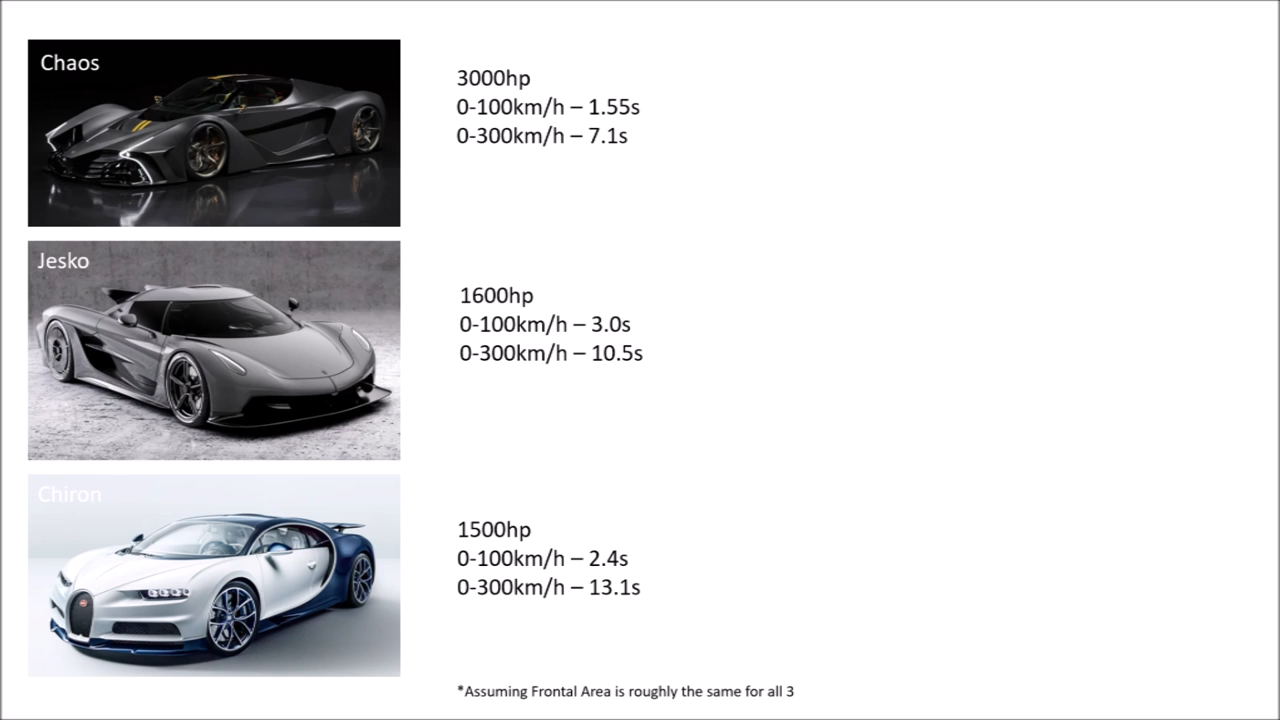 Chaos
3000hp
0-100km/h – 1.55s
0-300km/h – 7.1s
Jesko
1600hp
0-100km/h – 3.0s
0-300km/h – 10.5s
Chiron
1500hp
0-100km/h – 2.4s
0-300km/h – 13.1s
*Assuming Frontal Area is roughly the same for all 3